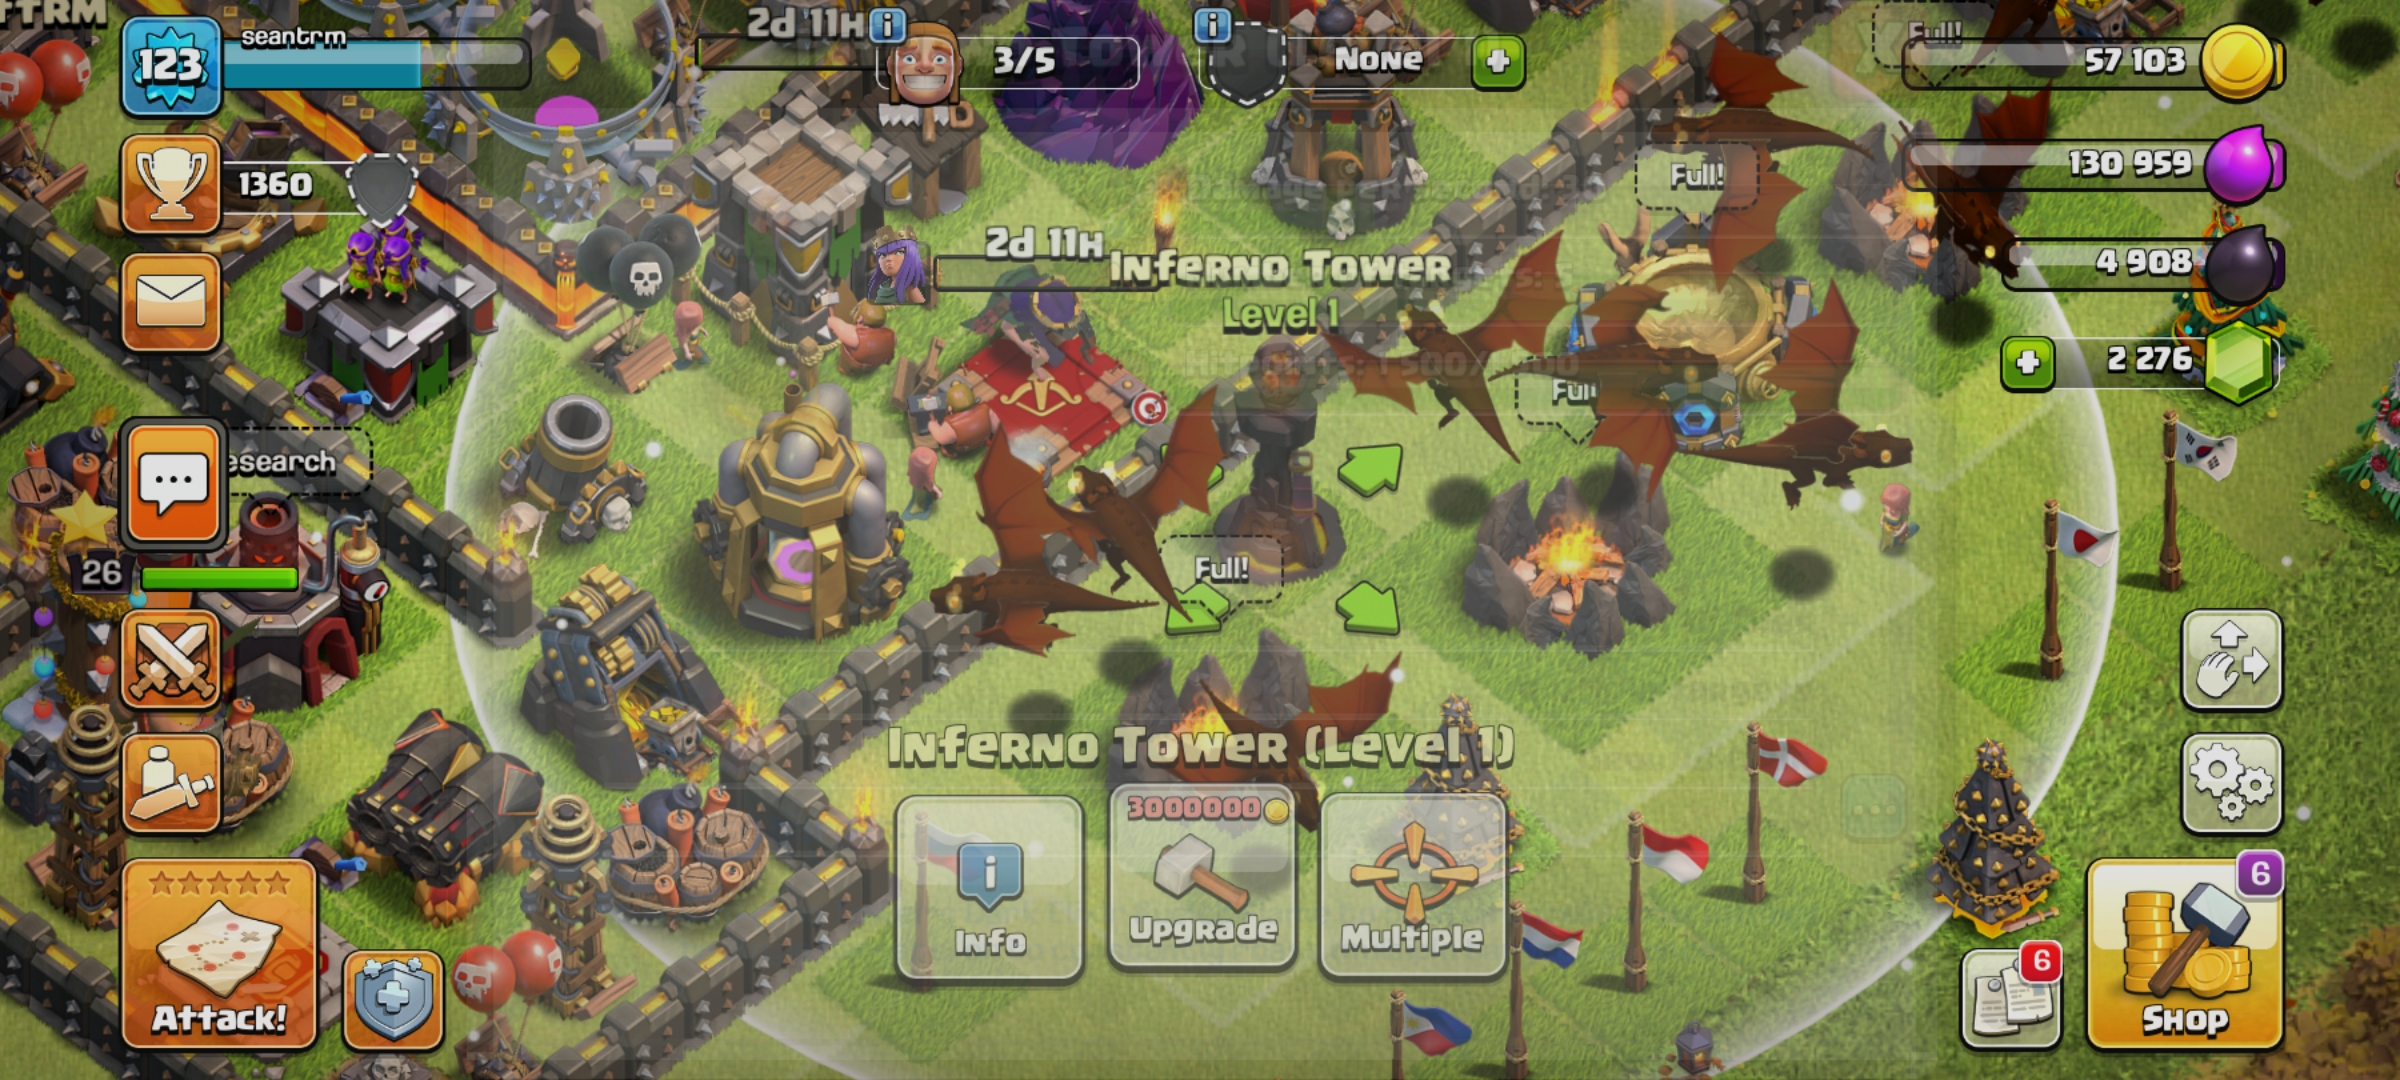 FTRM
123
seantrm
2d 11H
3/5
None
Full!
57 103
1360
Full!
130 959
2d 11H
4 908
Inferno Tower
Level 1
2 276
esearch
Full!
26
Inferno Tower (Level 1)
3000000
Info
Upgrade
Multiple
Attack!
6
6
Shop